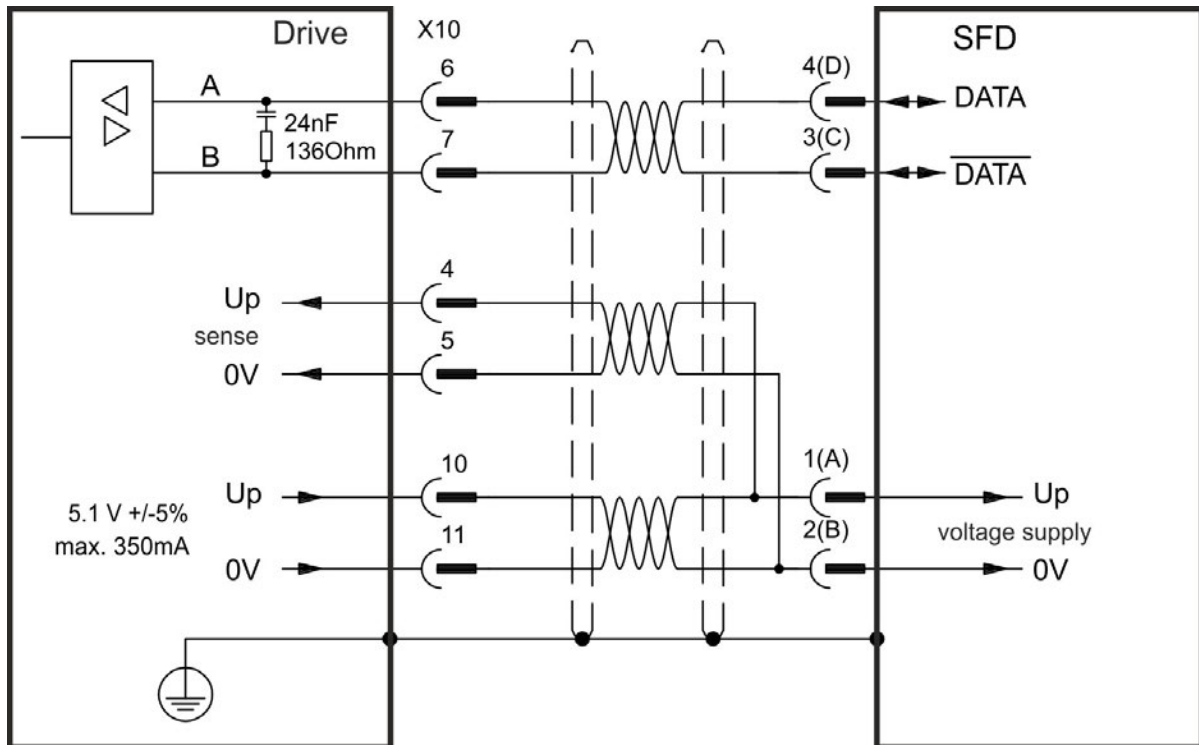 Drive
X10
SFD
A
6
4(D)
DATA
24nF
136Ohm
B
7
3(C)
DATA
Up
4
sense
0V
5
5.1 V +/-5%
max. 350mA
Up
10
1(A)
Up
voltage supply
0V
11
2(B)
0V